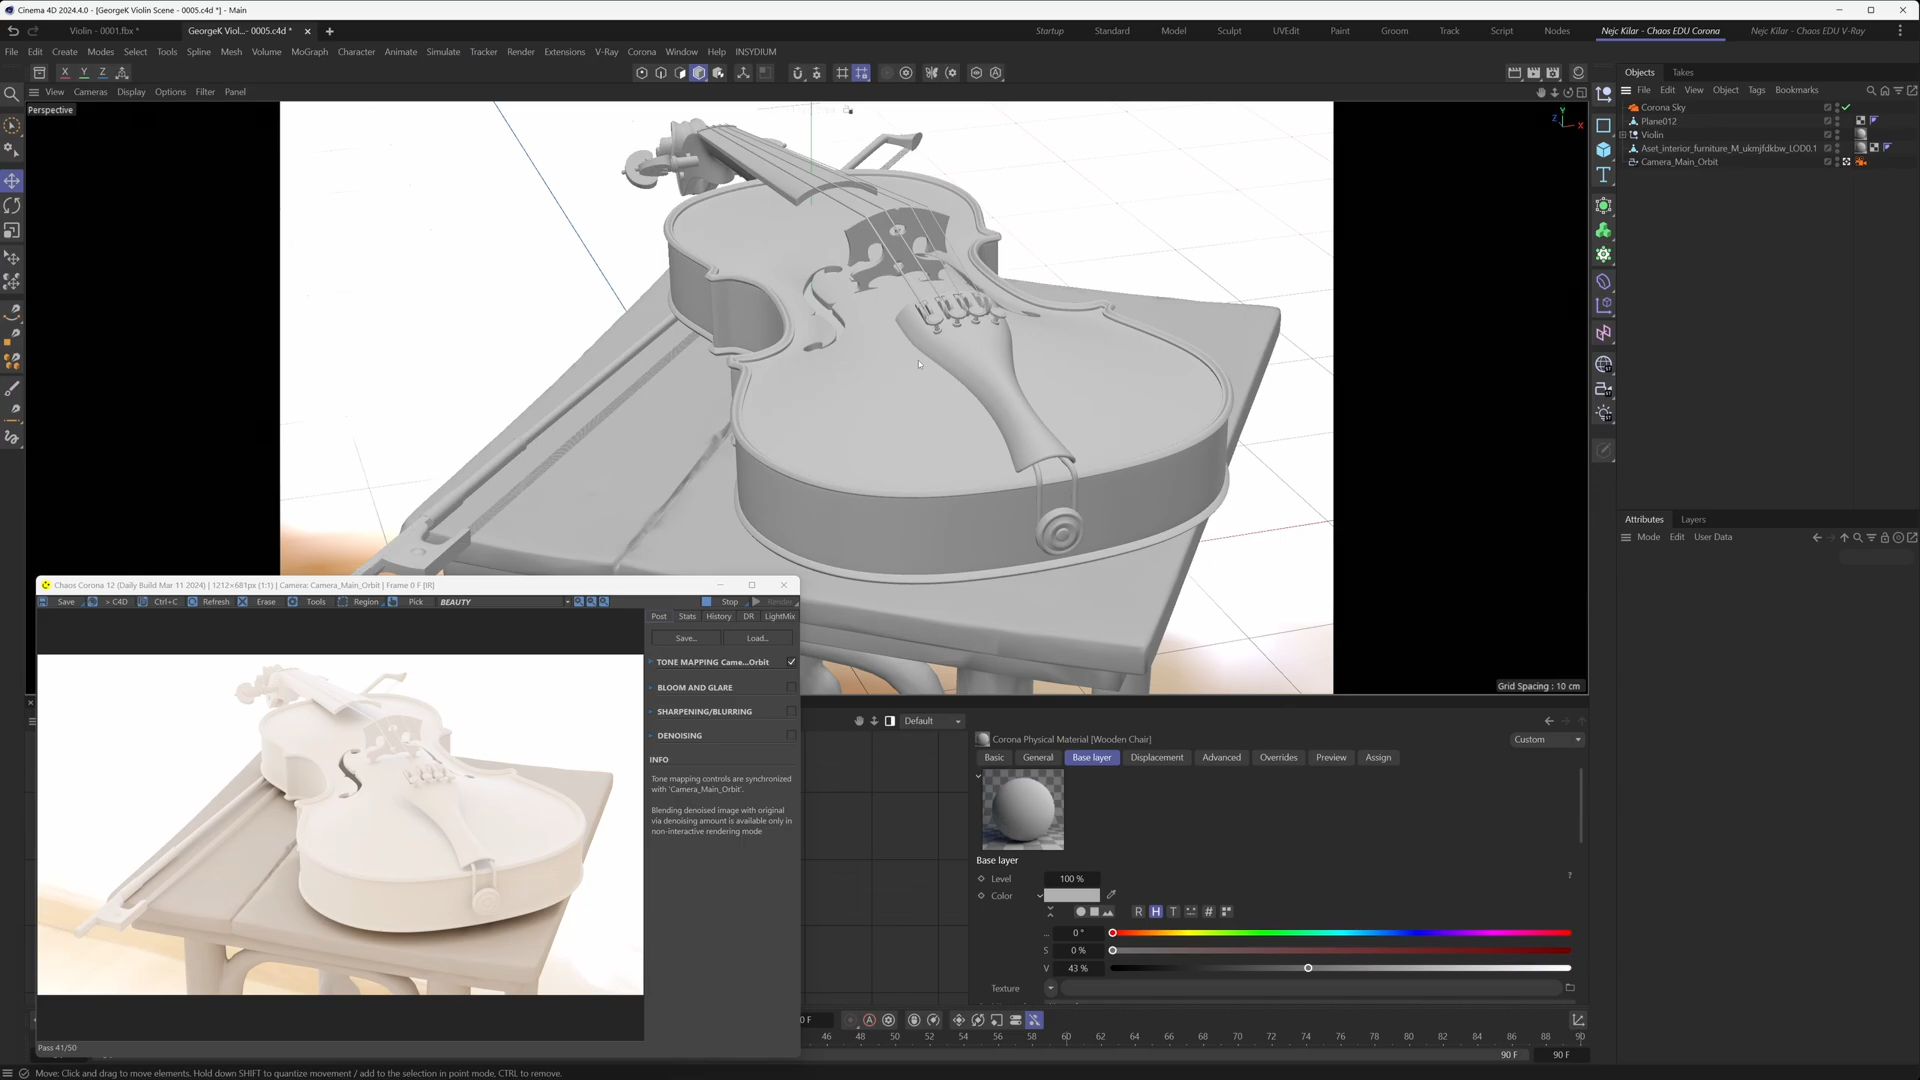 Cinema 4D 2024.4.0 - [GeorgeK Violin Scene - 0005.c4d *] - Main
Violin - 0001.fbx *
GeorgeK Viol...- 0005.c4d *
Startup Standard Model Sculpt UVEdit Paint Groom Track Script Nodes Nejc Kilar - Chaos EDU Corona Nejc Kilar - Chaos EDU V-Ray
File Edit Create Modes Select Tools Spline Mesh Volume MoGraph Character Animate Simulate Tracker Render Extensions V-Ray Corona Window Help INSYDIUM
X Y Z
Objects Takes
View Cameras Display Options Filter Panel
File Edit View Object Tags Bookmarks
Perspective
Y
Z
X
Corona Sky
Plane012
Violin
Aset_interior_furniture_M_ukmjfdkbw_LOD0.1
Camera_Main_Orbit
Attributes Layers
Mode Edit User Data
Chaos Corona 12 (Daily Build Mar 11 2024) | 1212×681px (1:1) | Camera: Camera_Main_Orbit | Frame 0 F [IR]
Save > C4D Ctrl+C Refresh Erase Tools Region Pick BEAUTY Stop Render
Post Stats History DR LightMix
Save... Load...
TONE MAPPING Came...Orbit
BLOOM AND GLARE
SHARPENING/BLURRING
DENOISING
INFO
Tone mapping controls are synchronized
with 'Camera_Main_Orbit'.
Blending denoised image with original
via denoising amount is available only in
non-interactive rendering mode
Pass 41/50
Grid Spacing : 10 cm
Default
Corona Physical Material [Wooden Chair]
Custom
Basic General Base layer Displacement Advanced Overrides Preview Assign
Base layer
Level 100 %
?
Color
R H T #
... 0 °
S 0 %
V 43 %
Texture
0 F
46 48 50 52 54 56 58 60 62 64 66 68 70 72 74 76 78 80 82 84 86 88 90
90 F 90 F
Move: Click and drag to move elements. Hold down SHIFT to quantize movement / add to the selection in point mode, CTRL to remove.